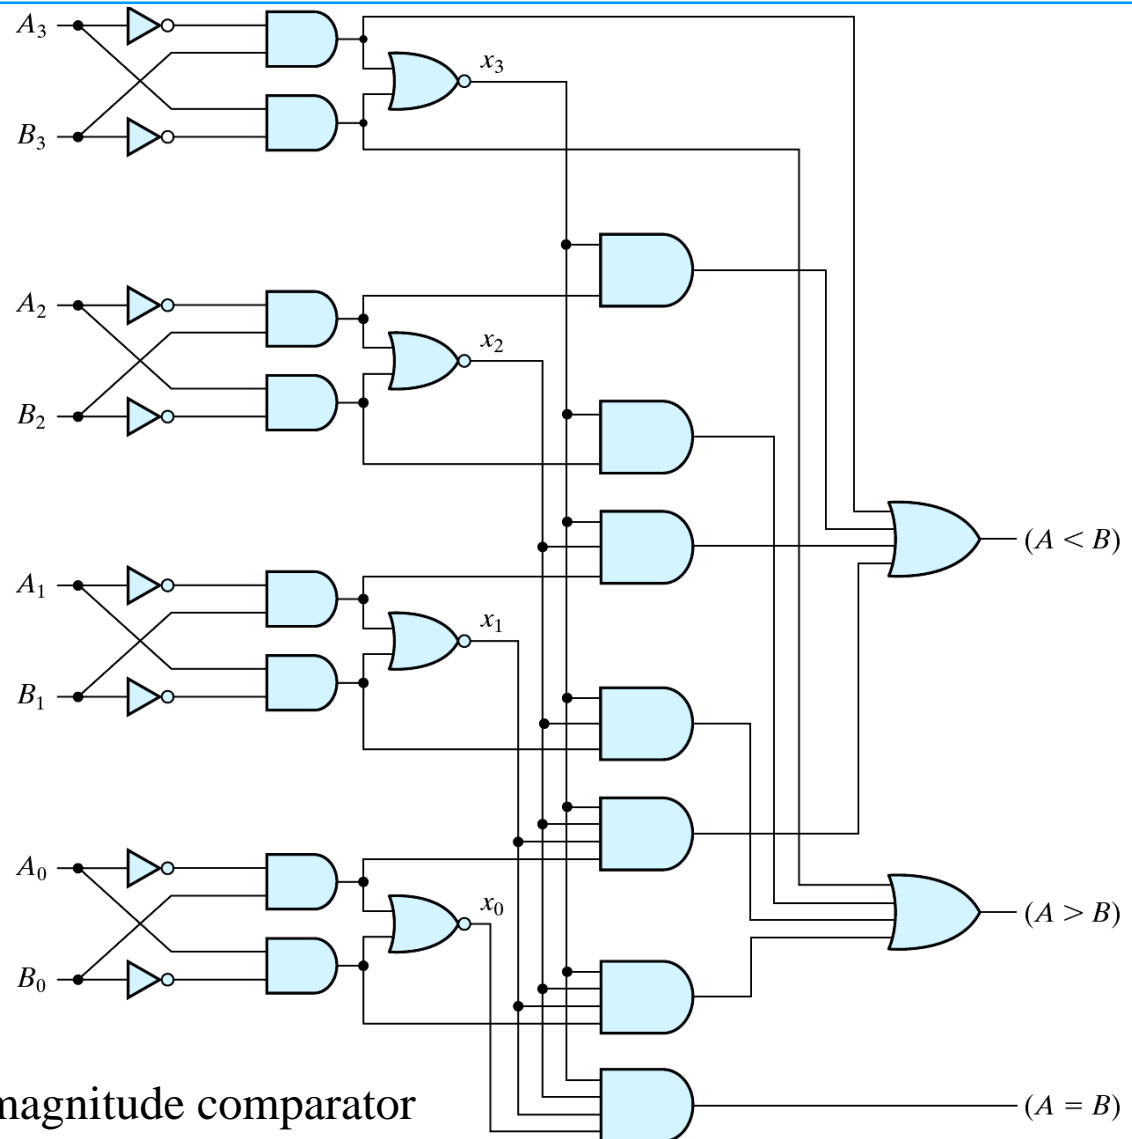 A₃
x₃
B₃
A₂
x₂
B₂
(A < B)
A₁
x₁
B₁
A₀
x₀
(A > B)
B₀
magnitude comparator
(A = B)